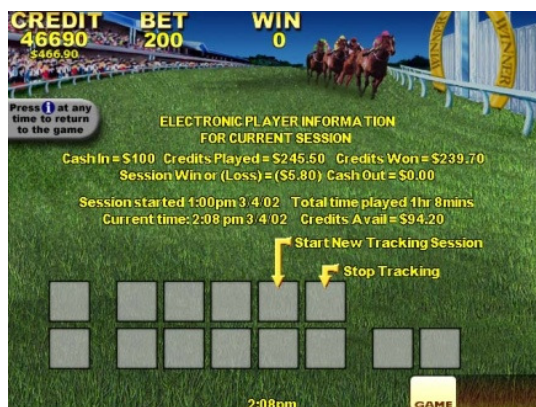 CREDIT BET WIN
46690 200 0
$466.90
WINNER
WINNER
Press i at any
time to return
to the game
ELECTRONIC PLAYER INFORMATION
FOR CURRENT SESSION
Cash In = $100 Credits Played = $245.50 Credits Won = $239.70
Session Win or (Loss) = ($5.80) Cash Out = $0.00
Session started 1:00pm 3/4/02 Total time played 1hr 8mins
Current time: 2:08 pm 3/4/02 Credits Avail = $94.20
Start New Tracking Session
Stop Tracking
2:08pm
GAME